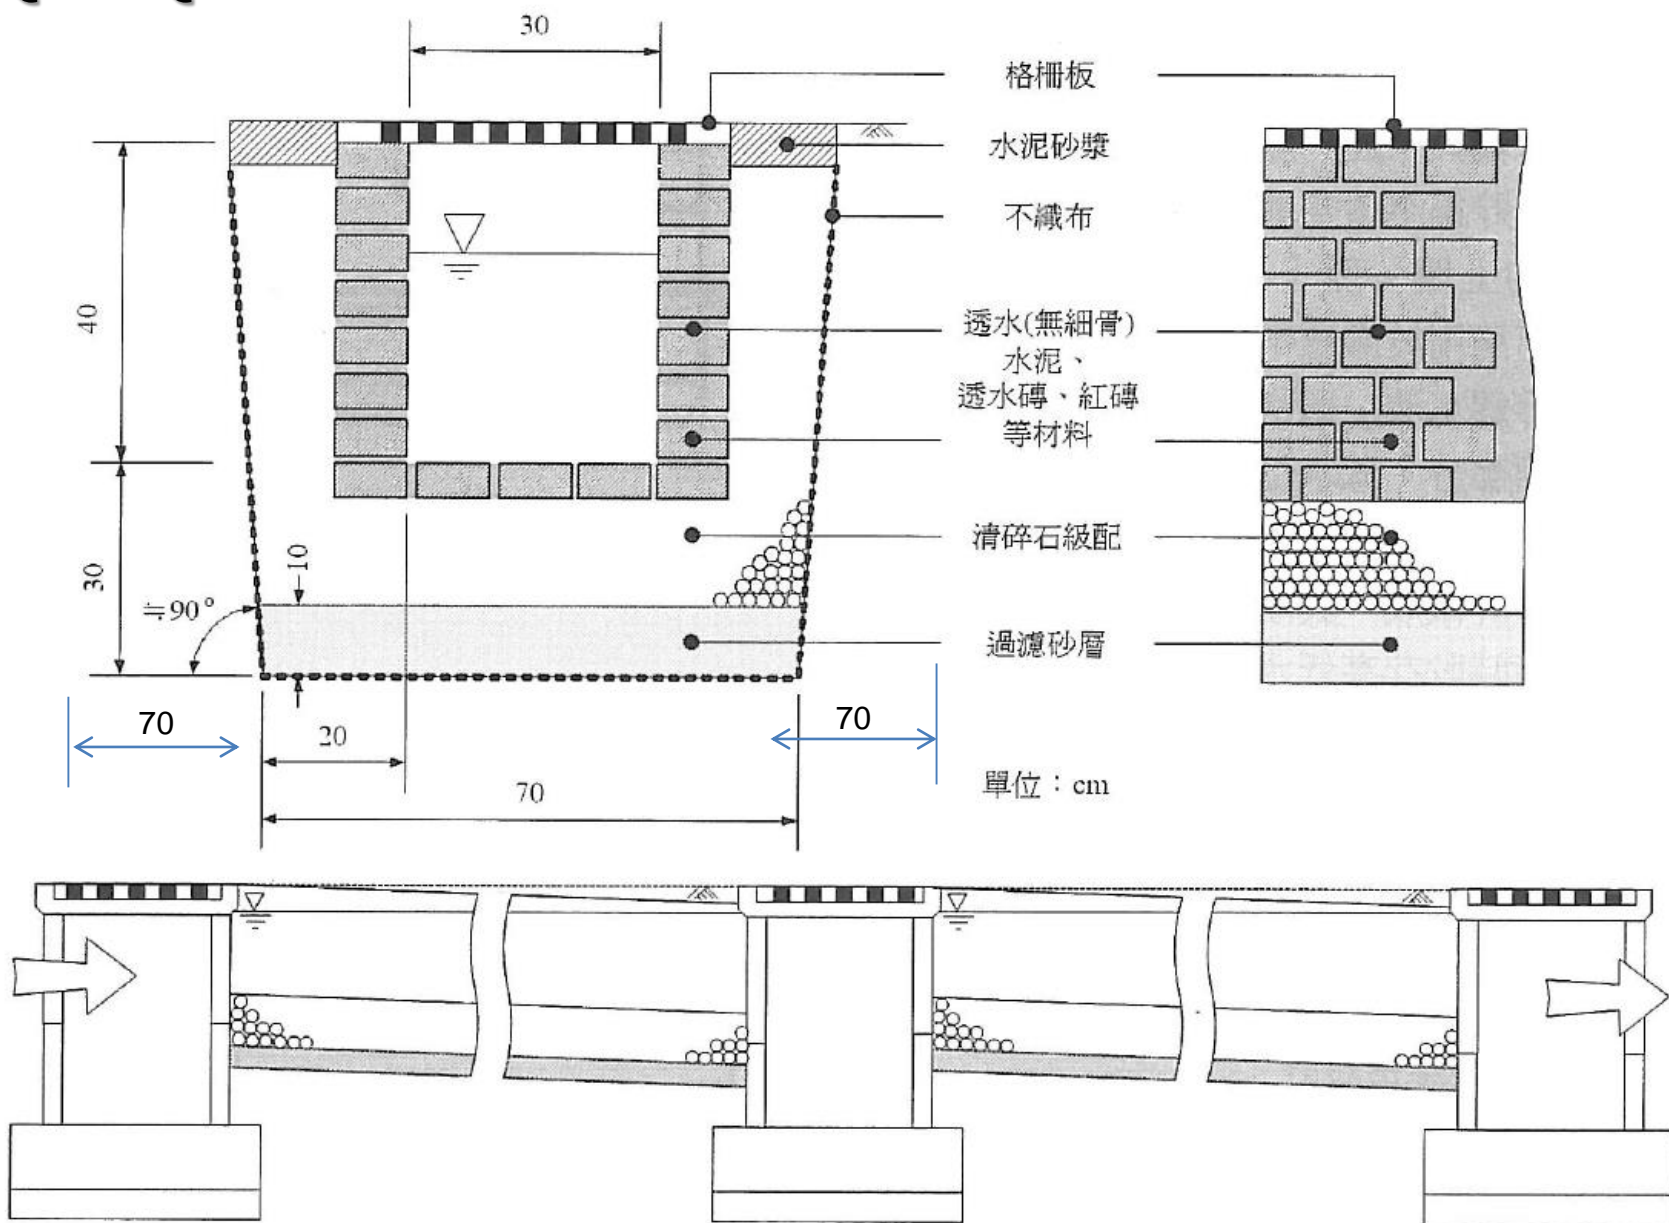 30
格柵板
水泥砂漿
不織布
40
透水(無細骨)
水泥、
透水磚、紅磚
等材料
清碎石級配
30
10
≒90°
過濾砂層
70
20
70
70
單位：cm